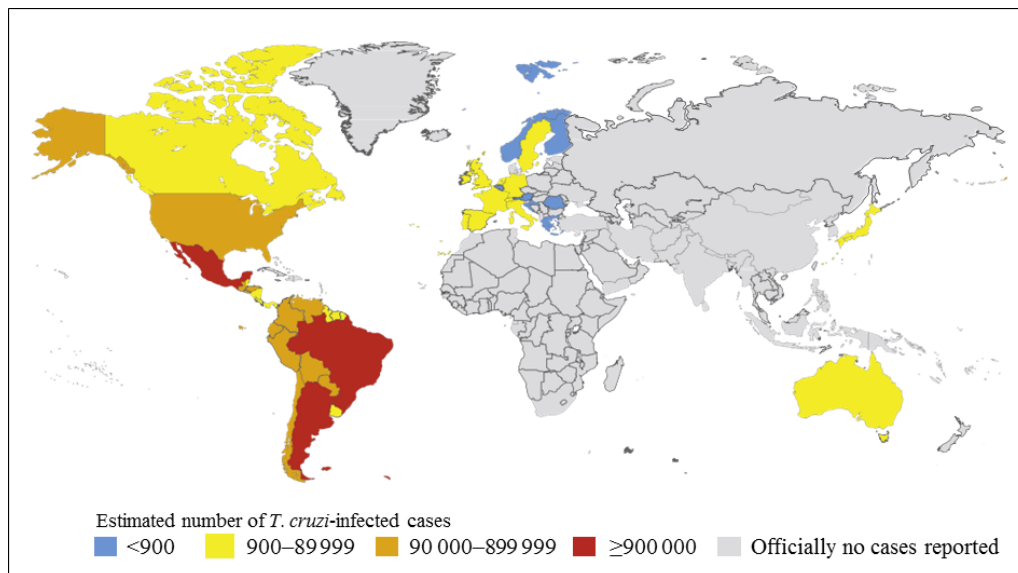 Estimated number of T. cruzi-infected cases
<900 900–89 999 90 000–899 999 ≥900 000 Officially no cases reported